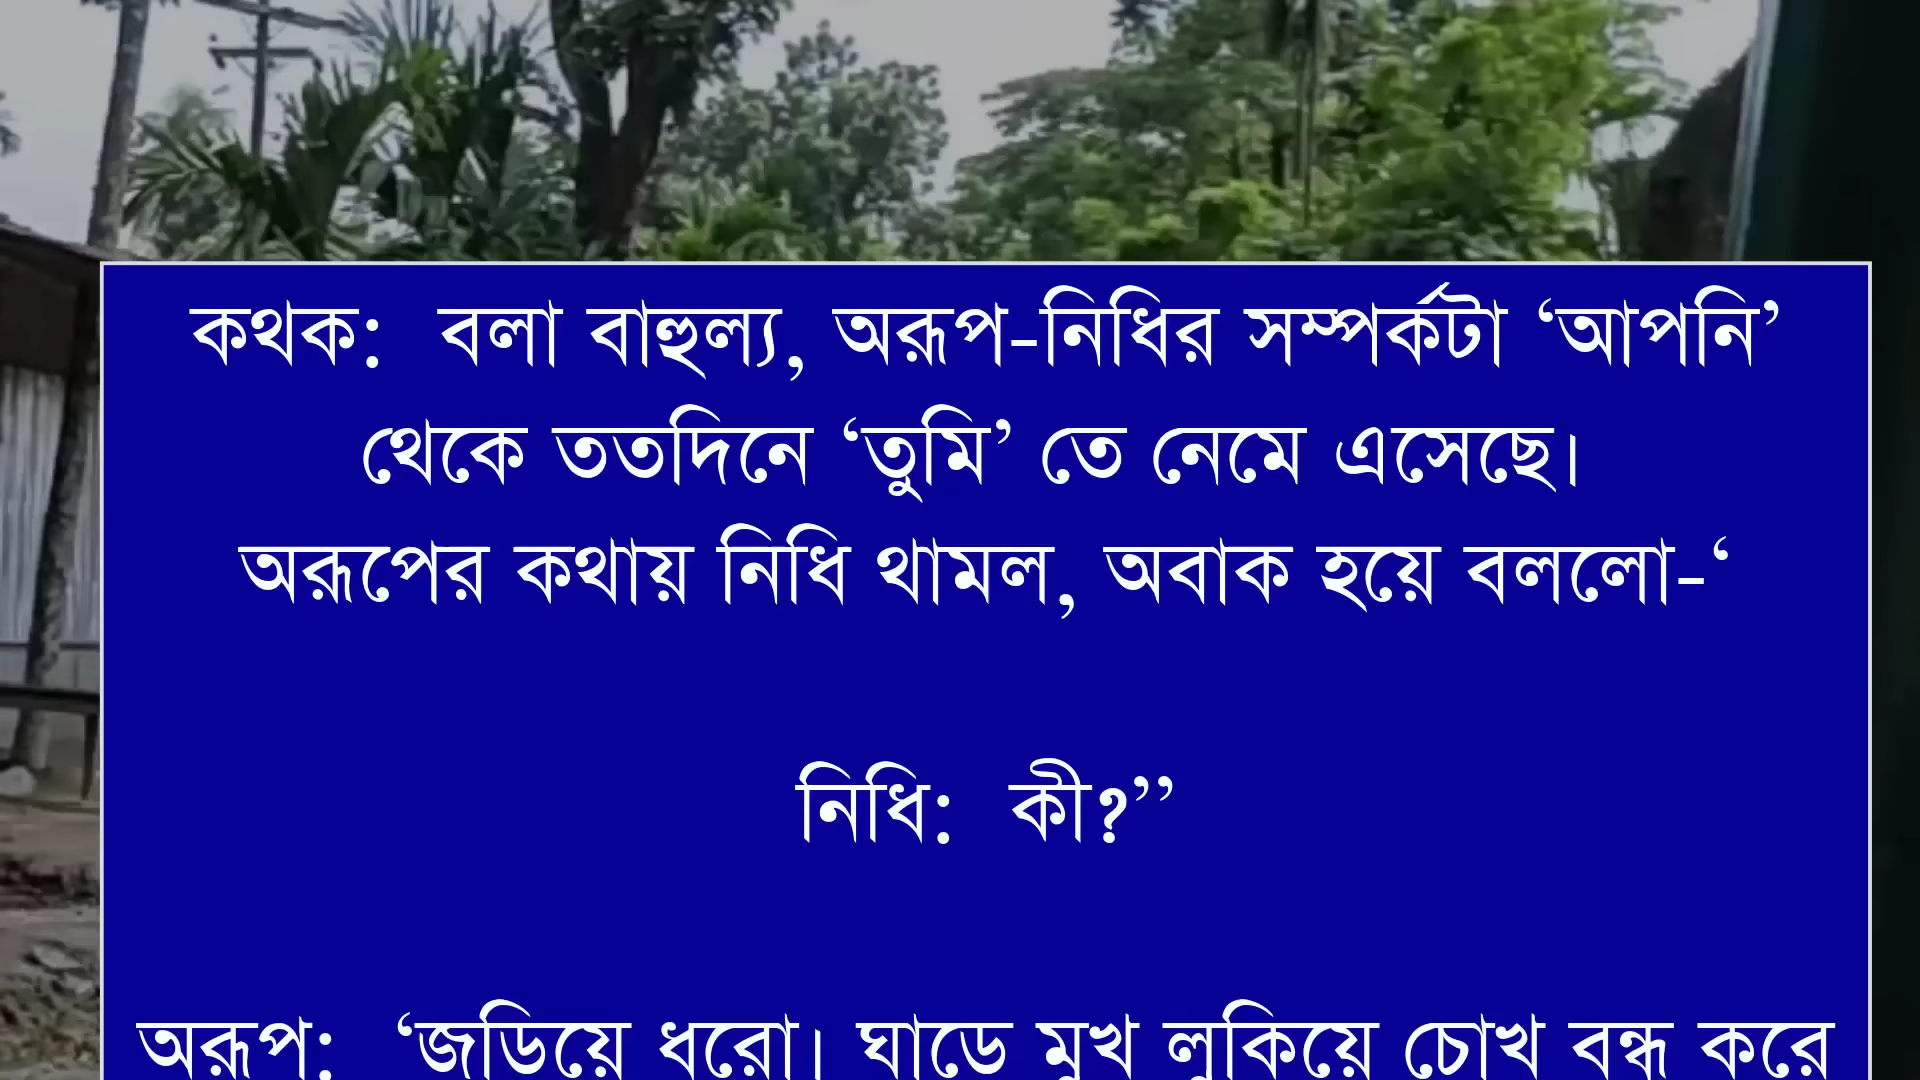 কথক:  বলা বাহুল্য, অরূপ-নিধির সম্পর্কটা ‘আপনি’
থেকে ততদিনে ‘তুমি’ তে নেমে এসেছে।
অরূপের কথায় নিধি থামল, অবাক হয়ে বললো-‘
নিধি:  কী?’’
অরূপ:  ‘জড়িয়ে ধরো। ঘাড়ে মুখ লুকিয়ে চোখ বন্ধ করে